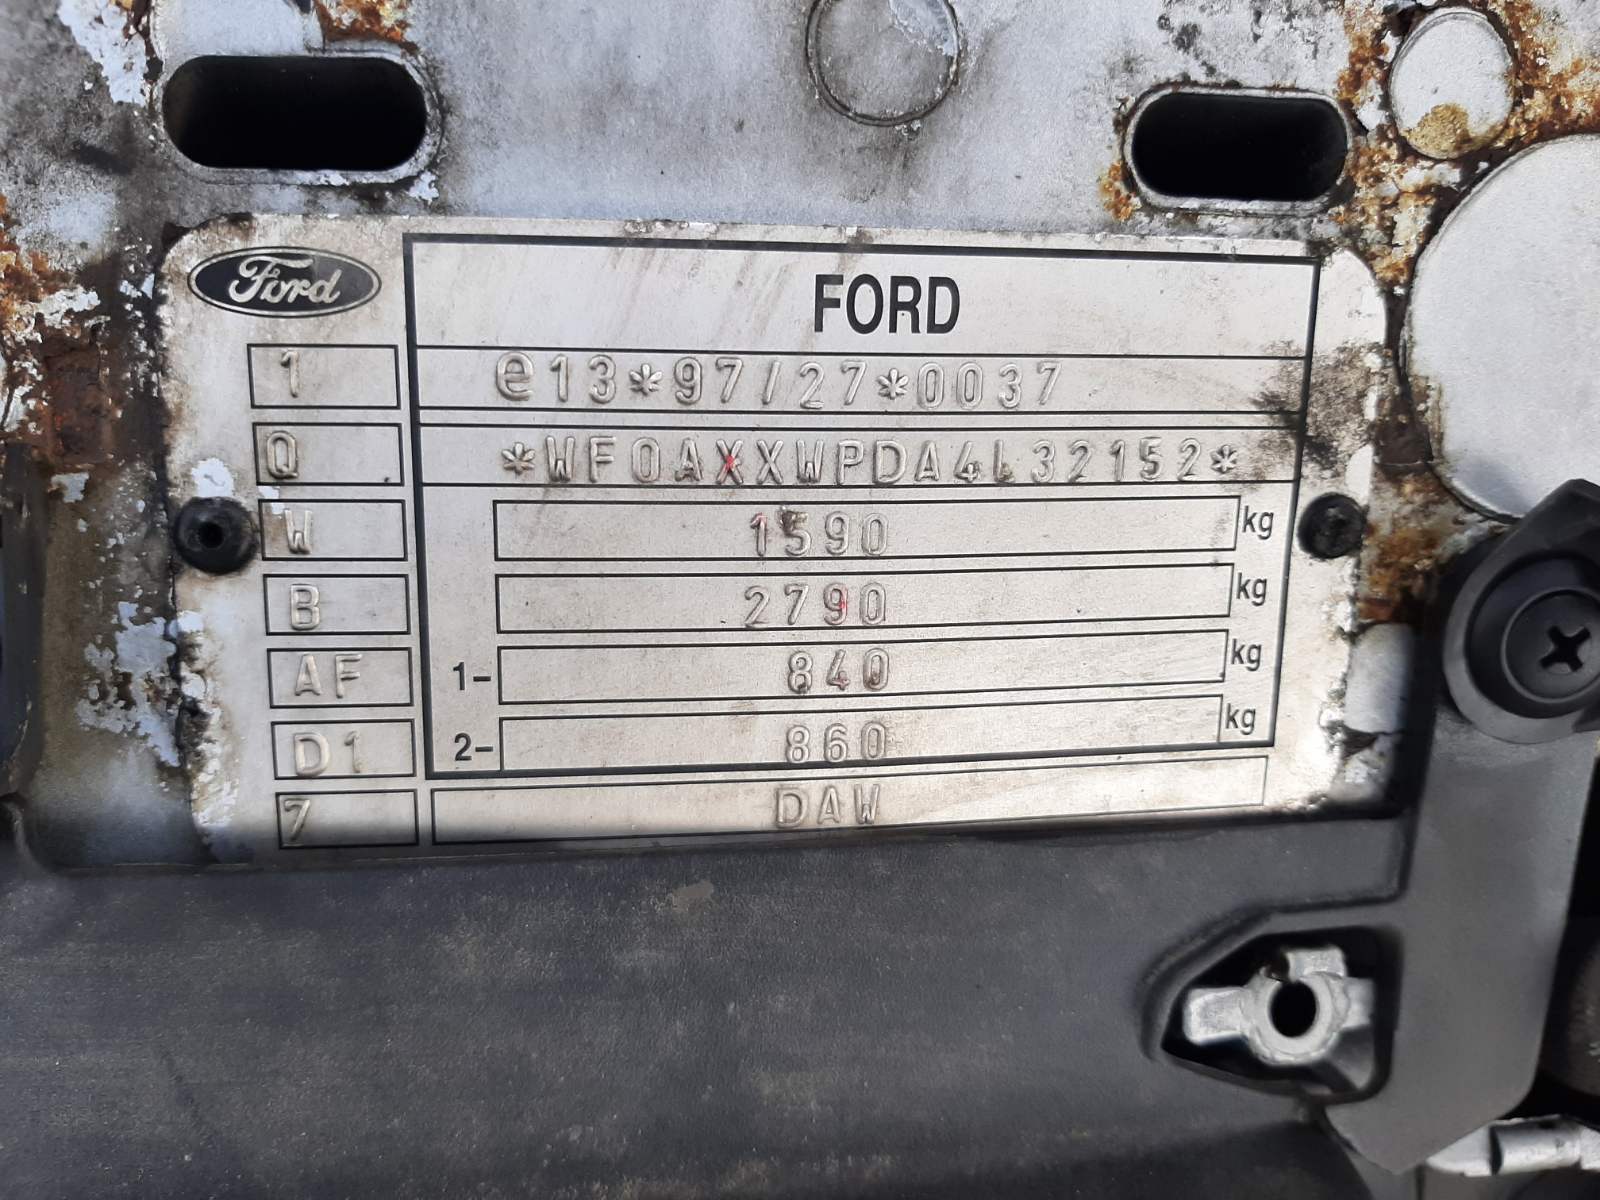 Ford
FORD
1 e13*97/27*0037
Q *WF0AXXWPDA4L32152*
W 1590 kg
B 2790 kg
AF 1- 840 kg
D1 2- 860 kg
7 DAW